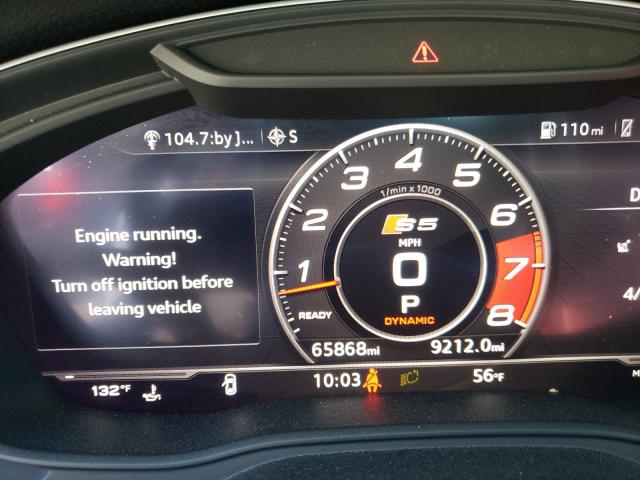 104.7:by J... S
110 mi
Engine running.
Warning!
Turn off ignition before
leaving vehicle
1 2 3 4 5 6 7 8
1/min x 1000
S5
MPH
0
P
DYNAMIC
READY
D
4/
65868mi
9212.0mi
132°F
10:03
56°F
M